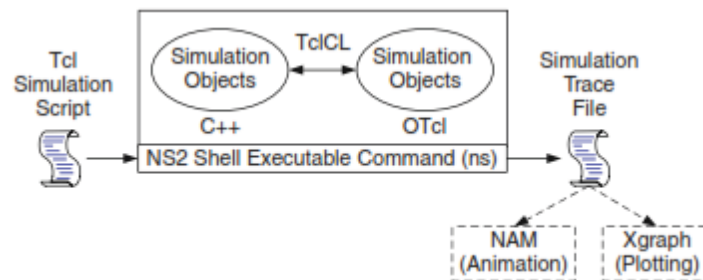 Tcl
Simulation
Script
Simulation
Objects
C++
TclCL
Simulation
Objects
OTcl
NS2 Shell Executable Command (ns)
Simulation
Trace
File
NAM
(Animation)
Xgraph
(Plotting)